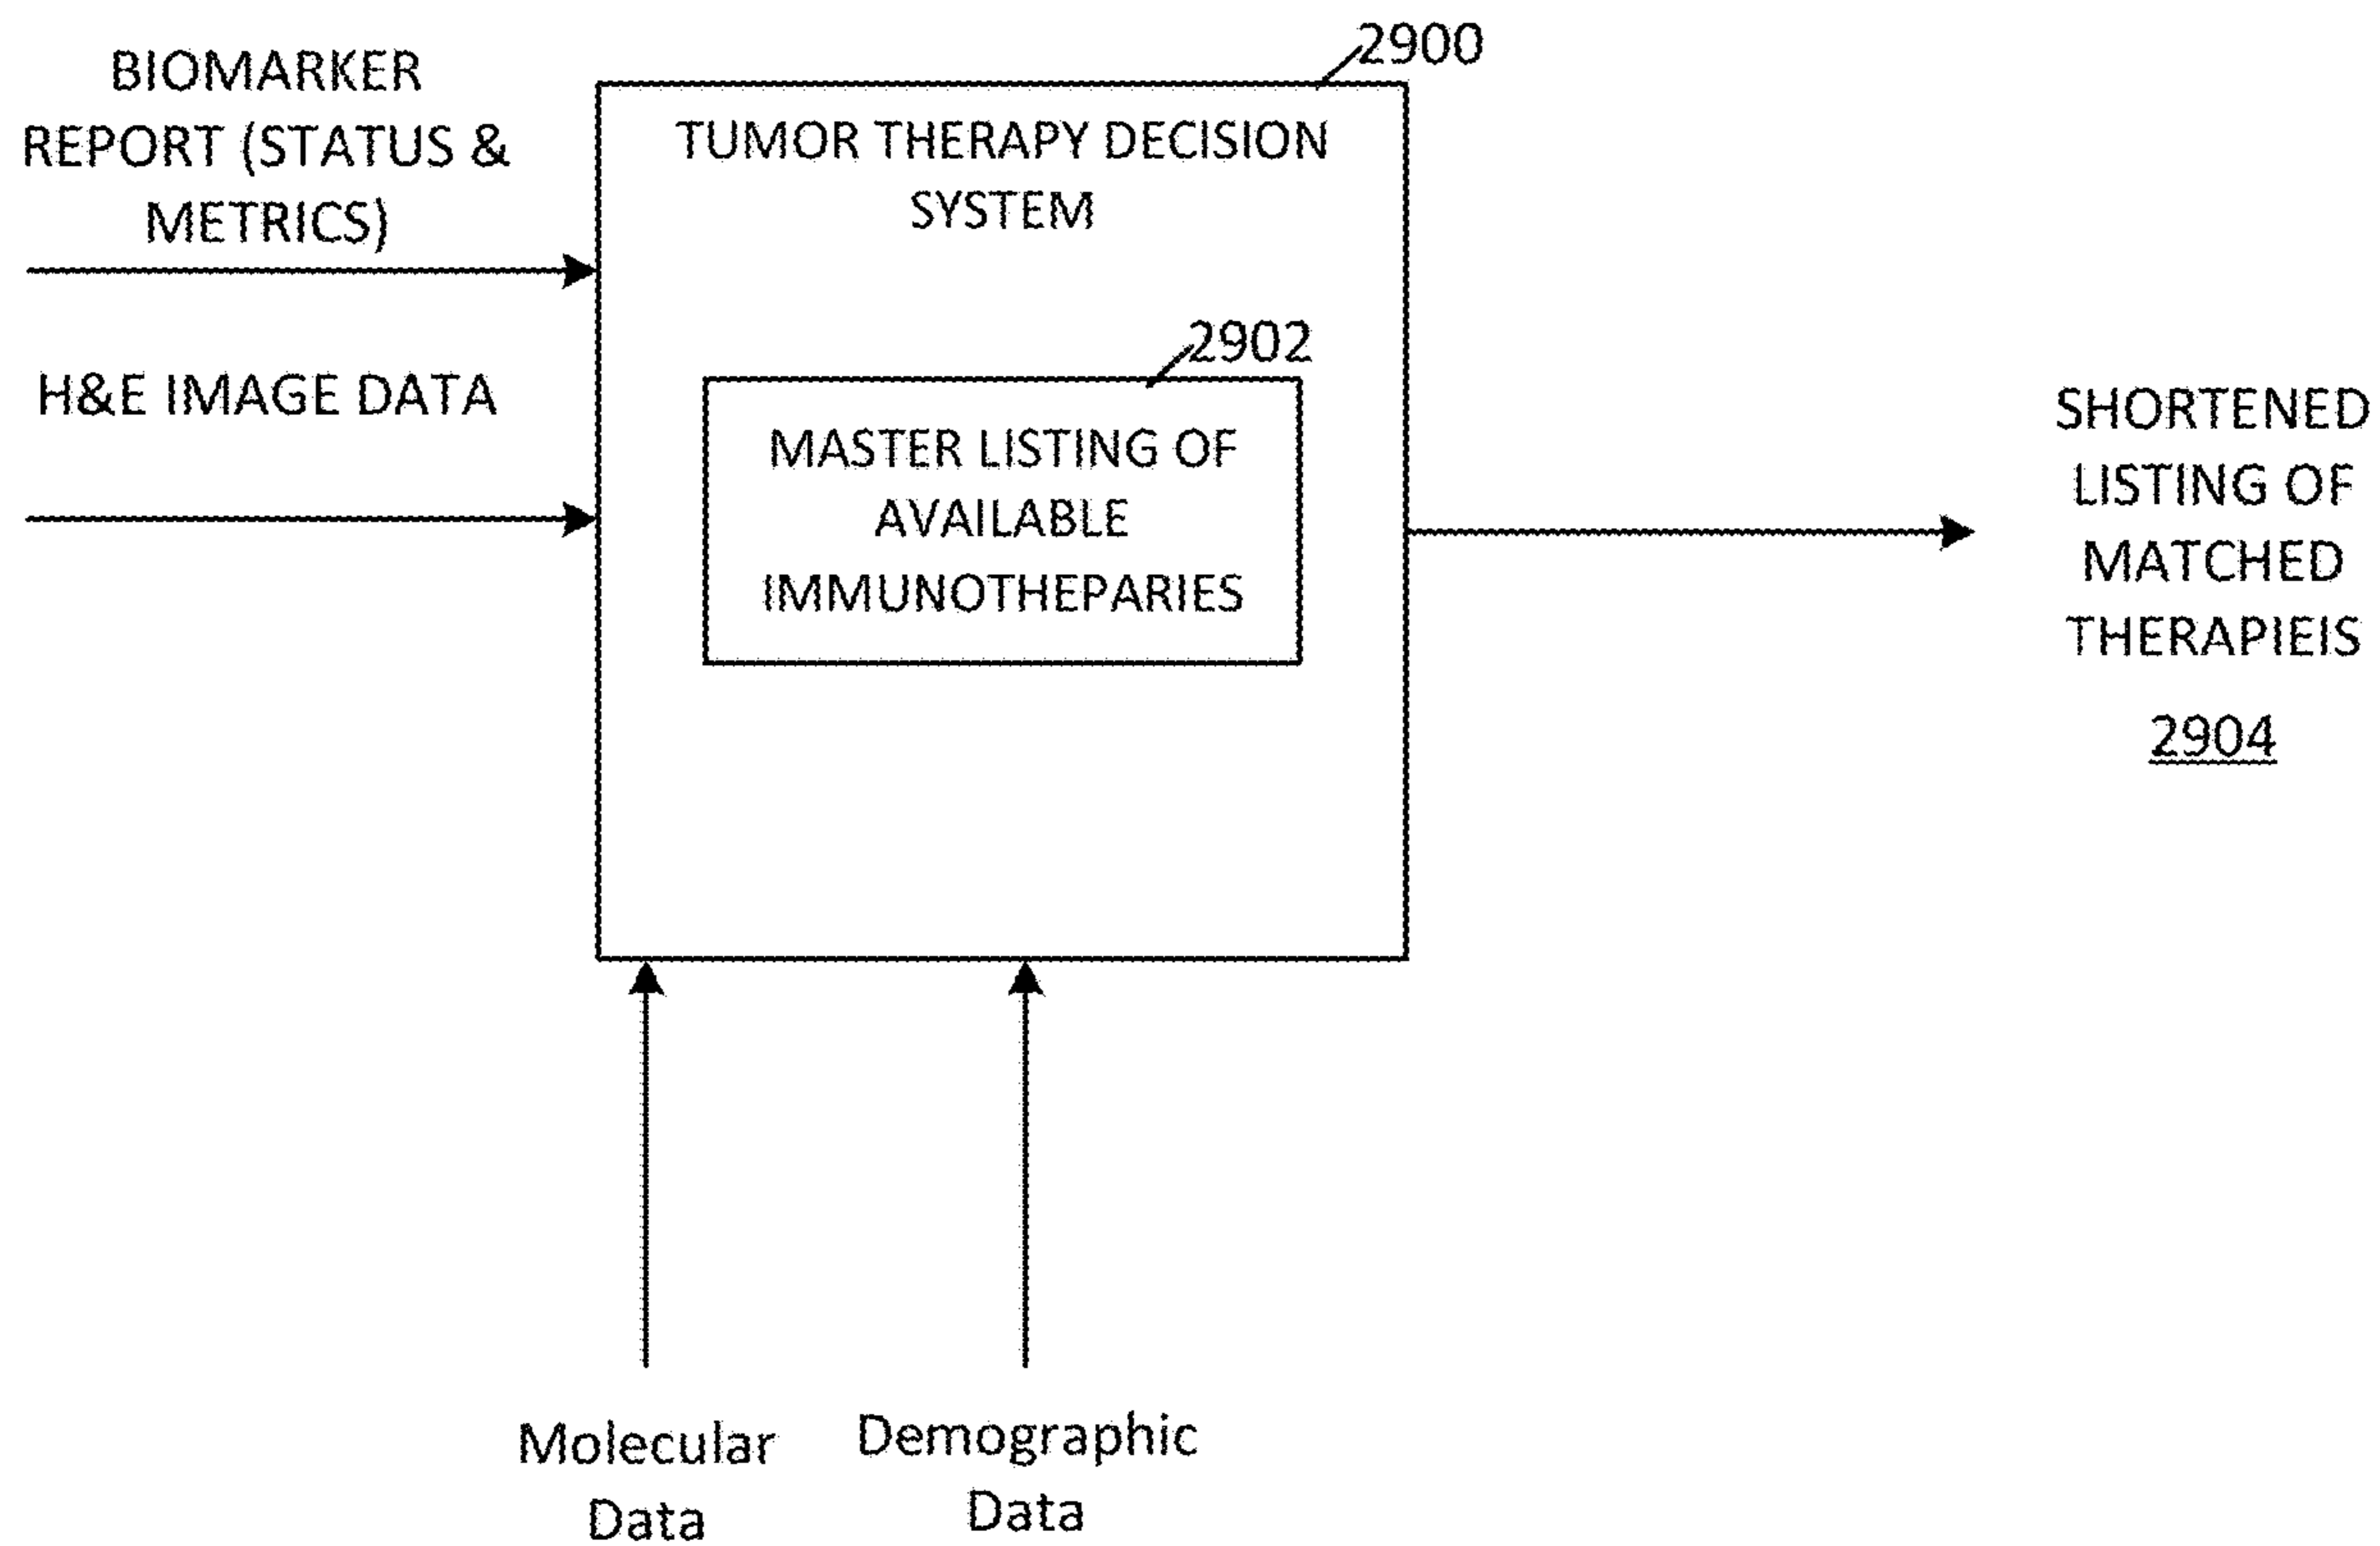 2900
BIOMARKER
REPORT (STATUS &
METRICS)
TUMOR THERAPY DECISION
SYSTEM
2902
H&E IMAGE DATA
MASTER LISTING OF
AVAILABLE
IMMUNOTHEPARIES
SHORTENED
LISTING OF
MATCHED
THERAPIEIS
2904
Molecular
Data
Demographic
Data